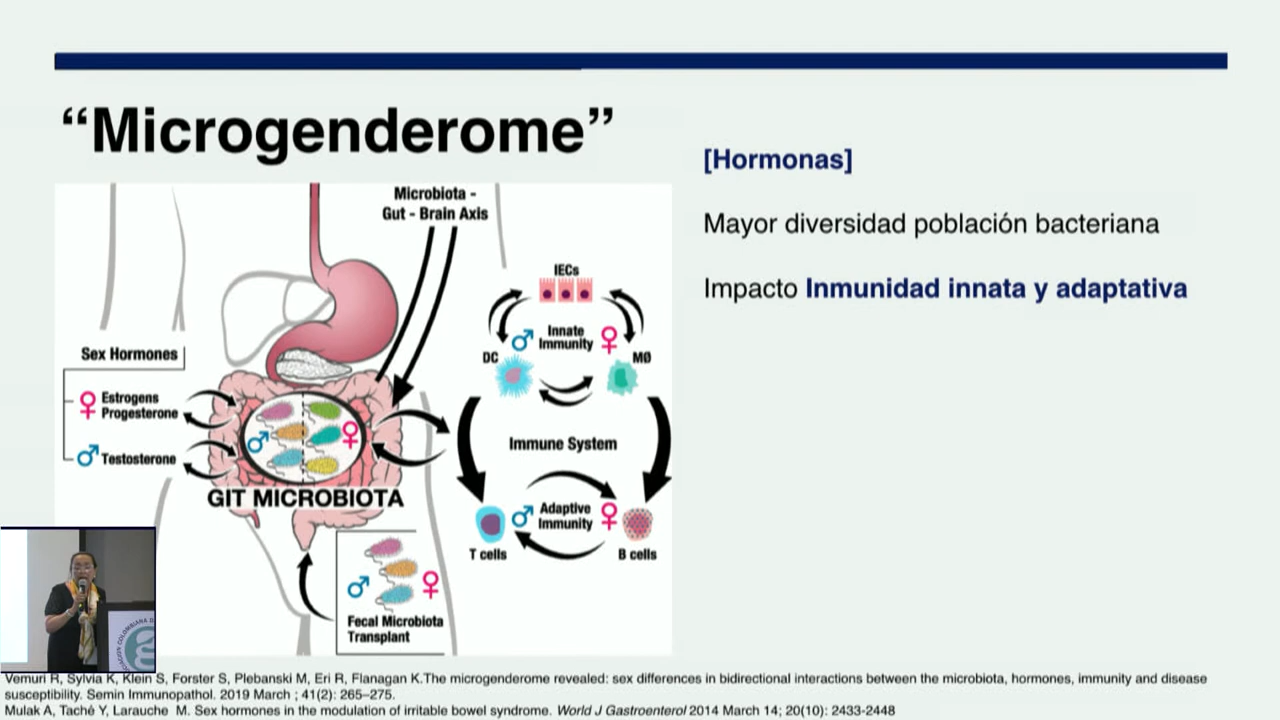 “Microgenderome”
[Hormonas]
Mayor diversidad población bacteriana
Impacto Inmunidad innata y adaptativa
Microbiota -
Gut - Brain Axis
IECs
Innate
Immunity
DC
MØ
Sex Hormones
Estrogens
Progesterone
Testosterone
Immune System
GIT MICROBIOTA
Adaptive
Immunity
T cells
B cells
Fecal Microbiota
Transplant
Vemuri R, Sylvia K, Klein S, Forster S, Plebanski M, Eri R, Flanagan K.The microgenderome revealed: sex differences in bidirectional interactions between the microbiota, hormones, immunity and disease
susceptibility. Semin Immunopathol. 2019 March ; 41(2): 265–275.
Mulak A, Taché Y, Larauche M. Sex hormones in the modulation of irritable bowel syndrome. World J Gastroenterol 2014 March 14; 20(10): 2433-2448